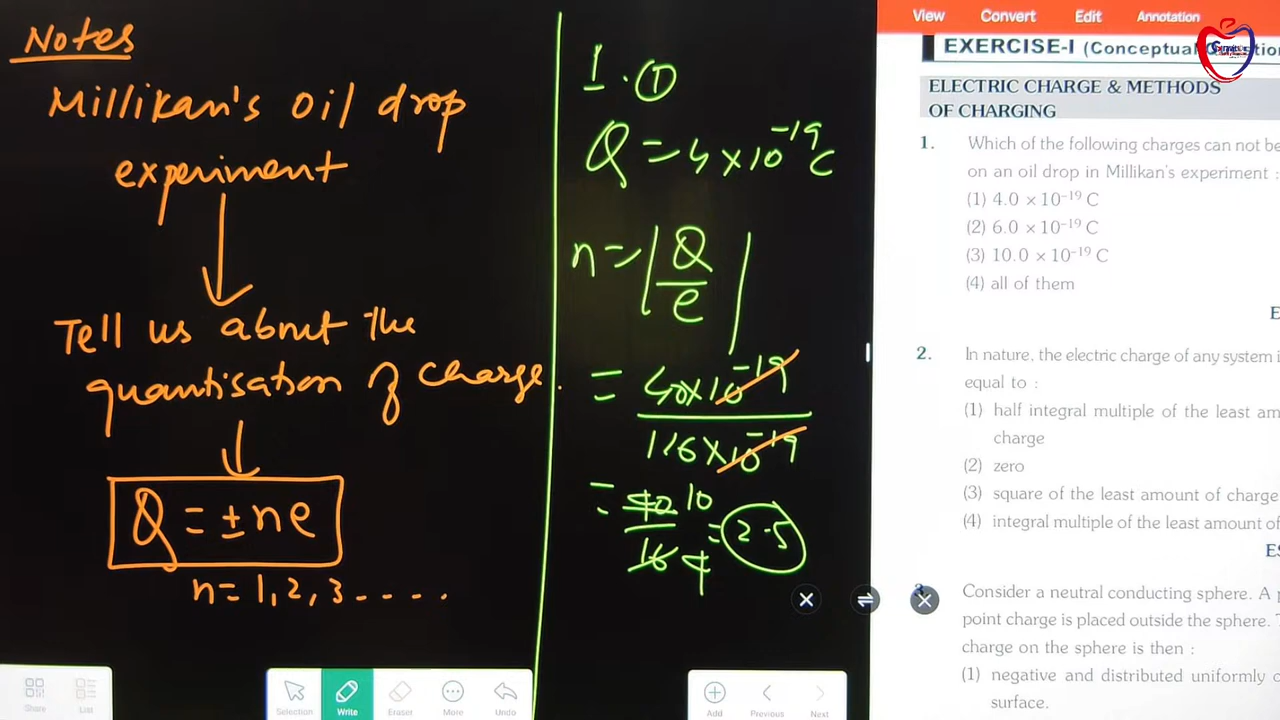 Notes
Millikan's oil drop
experiment
Tell us about the
quantisation of charge.
Q = ± ne
n = 1, 2, 3 - - - -
I. ①
Q = 4 × 10⁻¹⁹ C
n = | Q / e |
= 4.0 × 10⁻¹⁹ / 1.6 × 10⁻¹⁹
= 40 10 / 16 4 = 2.5
View Convert Edit Annotation
EXERCISE-I (Conceptual Questio
ELECTRIC CHARGE & METHODS
OF CHARGING
1. Which of the following charges can not be
on an oil drop in Millikan's experiment :
(1) 4.0 × 10⁻¹⁹ C
(2) 6.0 × 10⁻¹⁹ C
(3) 10.0 × 10⁻¹⁹ C
(4) all of them
E
2. In nature, the electric charge of any system i
equal to :
(1) half integral multiple of the least am
charge
(2) zero
(3) square of the least amount of charge
(4) integral multiple of the least amount of
ES
3. Consider a neutral conducting sphere. A p
point charge is placed outside the sphere. T
charge on the sphere is then :
(1) negative and distributed uniformly o
surface.
Share List
Selection Write Eraser More Undo
Add Previous Next